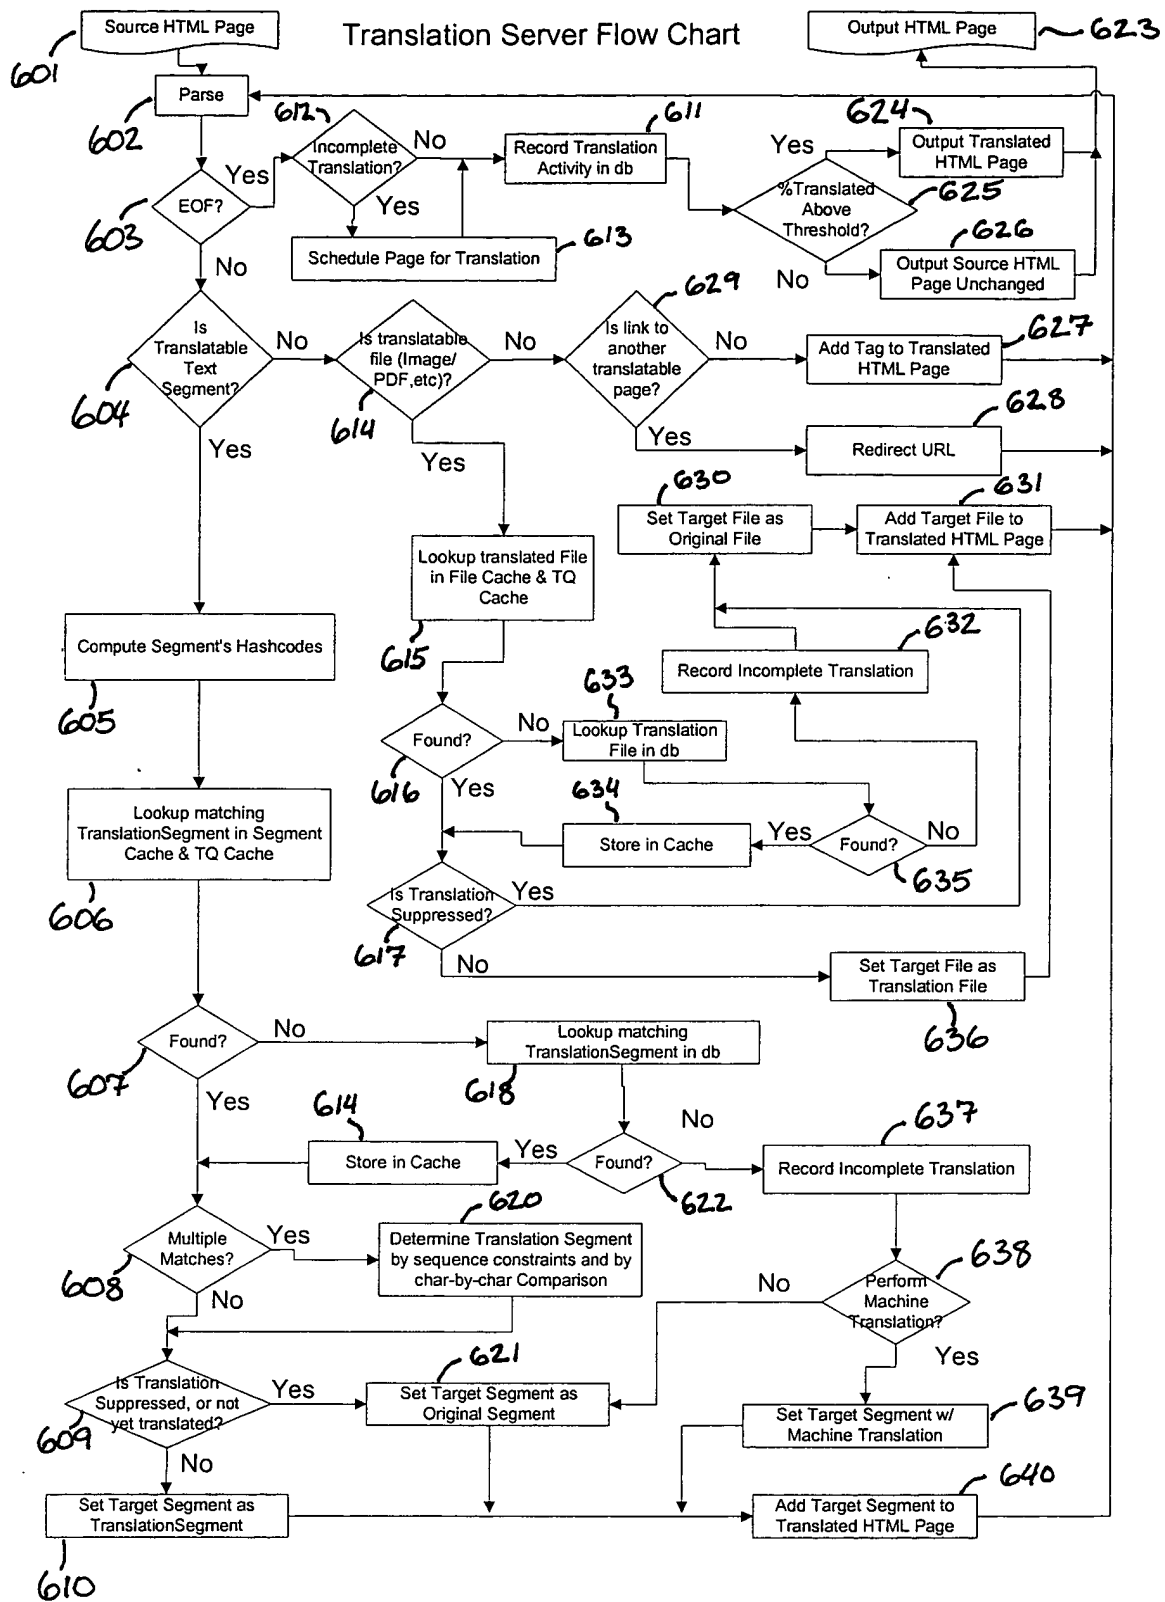 Source HTML Page
601
Translation Server Flow Chart
Output HTML Page
623
Parse
602
612
Incomplete
Translation?
No
Yes
611
Record Translation
Activity in db
624
Yes
Output Translated
HTML Page
EOF?
603
Yes
No
613
Schedule Page for Translation
%Translated
Above
Threshold?
625
No
626
Output Source HTML
Page Unchanged
Is
Translatable
Text
Segment?
604
No
Yes
Is translatable
file (Image/
PDF,etc)?
614
No
Yes
629
Is link to
another
translatable
page?
No
Yes
627
Add Tag to Translated
HTML Page
628
Redirect URL
630
Set Target File as
Original File
631
Add Target File to
Translated HTML Page
Lookup translated File
in File Cache & TQ
Cache
615
Compute Segment's Hashcodes
605
632
Record Incomplete Translation
Found?
616
No
Yes
633
Lookup Translation
File in db
634
Store in Cache
Yes
Found?
No
635
Lookup matching
TranslationSegment in Segment
Cache & TQ Cache
606
Is Translation
Suppressed?
617
Yes
No
Set Target File as
Translation File
636
Found?
607
No
Yes
Lookup matching
TranslationSegment in db
618
614
Store in Cache
Yes
Found?
622
No
637
Record Incomplete Translation
Multiple
Matches?
608
Yes
No
620
Determine Translation Segment
by sequence constraints and by
char-by-char Comparison
Perform
Machine
Translation?
638
No
Yes
Is Translation
Suppressed, or not
yet translated?
609
Yes
No
621
Set Target Segment as
Original Segment
Set Target Segment w/
Machine Translation
639
Set Target Segment as
TranslationSegment
610
640
Add Target Segment to
Translated HTML Page